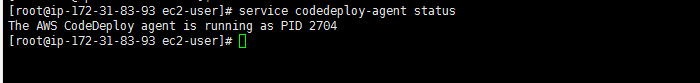 [root@ip-172-31-83-93 ec2-user]# service codedeploy-agent status
The AWS CodeDeploy agent is running as PID 2704
[root@ip-172-31-83-93 ec2-user]#